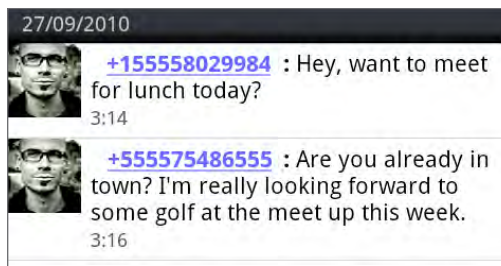 27/09/2010
+155558029984 : Hey, want to meet
for lunch today?
3:14
+555575486555 : Are you already in
town? I'm really looking forward to
some golf at the meet up this week.
3:16